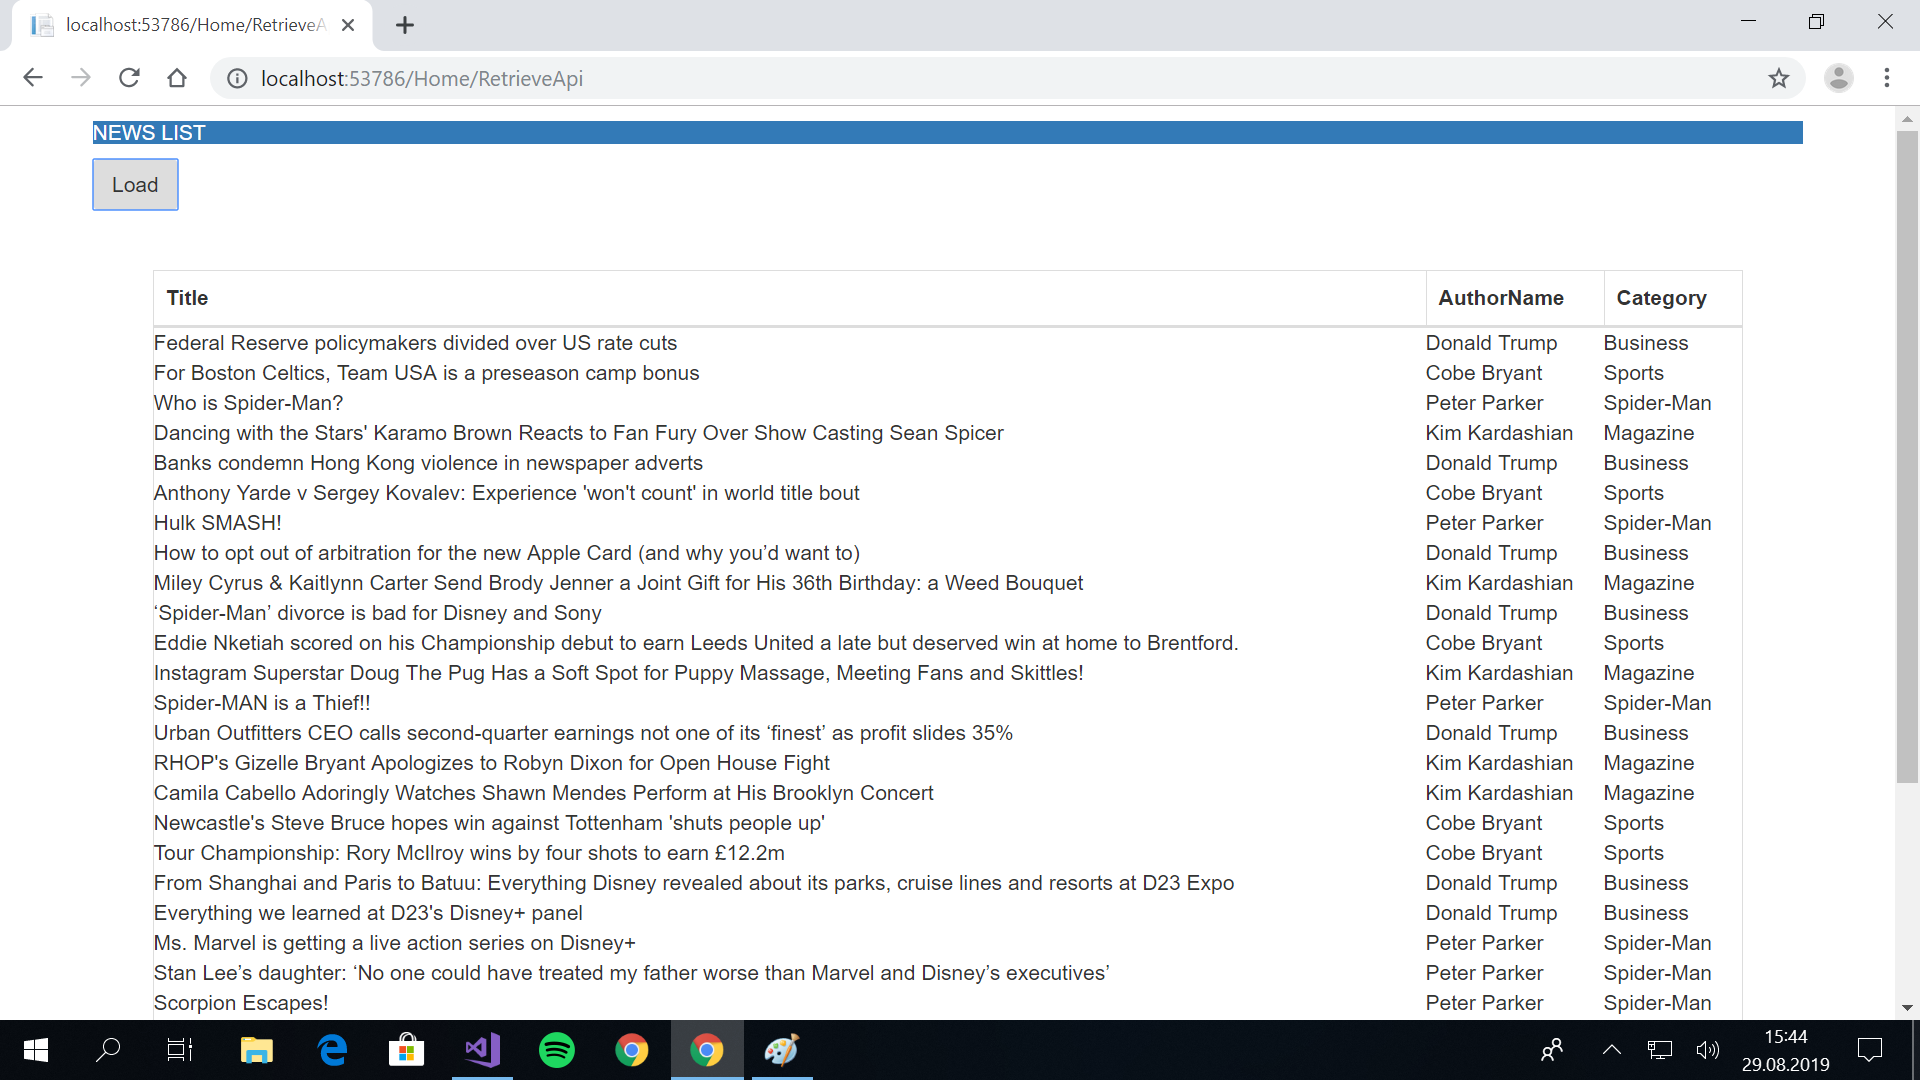 localhost:53786/Home/RetrieveA
localhost:53786/Home/RetrieveApi
NEWS LIST
Load
Title AuthorName Category
Federal Reserve policymakers divided over US rate cuts Donald Trump Business
For Boston Celtics, Team USA is a preseason camp bonus Cobe Bryant Sports
Who is Spider-Man? Peter Parker Spider-Man
Dancing with the Stars' Karamo Brown Reacts to Fan Fury Over Show Casting Sean Spicer Kim Kardashian Magazine
Banks condemn Hong Kong violence in newspaper adverts Donald Trump Business
Anthony Yarde v Sergey Kovalev: Experience 'won't count' in world title bout Cobe Bryant Sports
Hulk SMASH! Peter Parker Spider-Man
How to opt out of arbitration for the new Apple Card (and why you’d want to) Donald Trump Business
Miley Cyrus & Kaitlynn Carter Send Brody Jenner a Joint Gift for His 36th Birthday: a Weed Bouquet Kim Kardashian Magazine
‘Spider-Man’ divorce is bad for Disney and Sony Donald Trump Business
Eddie Nketiah scored on his Championship debut to earn Leeds United a late but deserved win at home to Brentford. Cobe Bryant Sports
Instagram Superstar Doug The Pug Has a Soft Spot for Puppy Massage, Meeting Fans and Skittles! Kim Kardashian Magazine
Spider-MAN is a Thief!! Peter Parker Spider-Man
Urban Outfitters CEO calls second-quarter earnings not one of its ‘finest’ as profit slides 35% Donald Trump Business
RHOP's Gizelle Bryant Apologizes to Robyn Dixon for Open House Fight Kim Kardashian Magazine
Camila Cabello Adoringly Watches Shawn Mendes Perform at His Brooklyn Concert Kim Kardashian Magazine
Newcastle's Steve Bruce hopes win against Tottenham 'shuts people up' Cobe Bryant Sports
Tour Championship: Rory McIlroy wins by four shots to earn £12.2m Cobe Bryant Sports
From Shanghai and Paris to Batuu: Everything Disney revealed about its parks, cruise lines and resorts at D23 Expo Donald Trump Business
Everything we learned at D23's Disney+ panel Donald Trump Business
Ms. Marvel is getting a live action series on Disney+ Peter Parker Spider-Man
Stan Lee’s daughter: ‘No one could have treated my father worse than Marvel and Disney’s executives’ Peter Parker Spider-Man
Scorpion Escapes! Peter Parker Spider-Man
15:44
29.08.2019